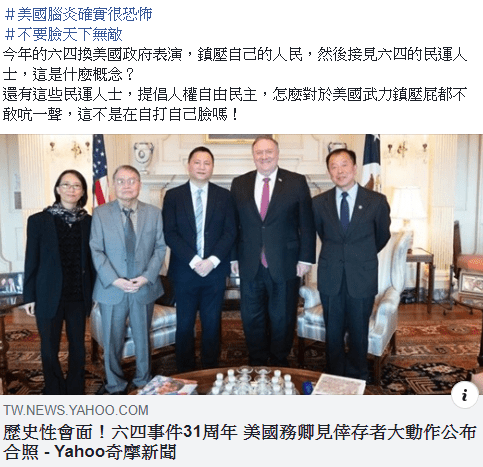 #美國腦炎確實很恐怖
#不要臉天下無敵
今年的六四換美國政府表演，鎮壓自己的人民，然後接見六四的民運人
士，這是什麼概念？
還有這些民運人士，提倡人權自由民主，怎麼對於美國武力鎮壓屁都不
敢吭一聲，這不是在自打自己臉嗎！
TW.NEWS.YAHOO.COM
歷史性會面！六四事件31周年 美國務卿見倖存者大動作公布
合照 - Yahoo奇摩新聞